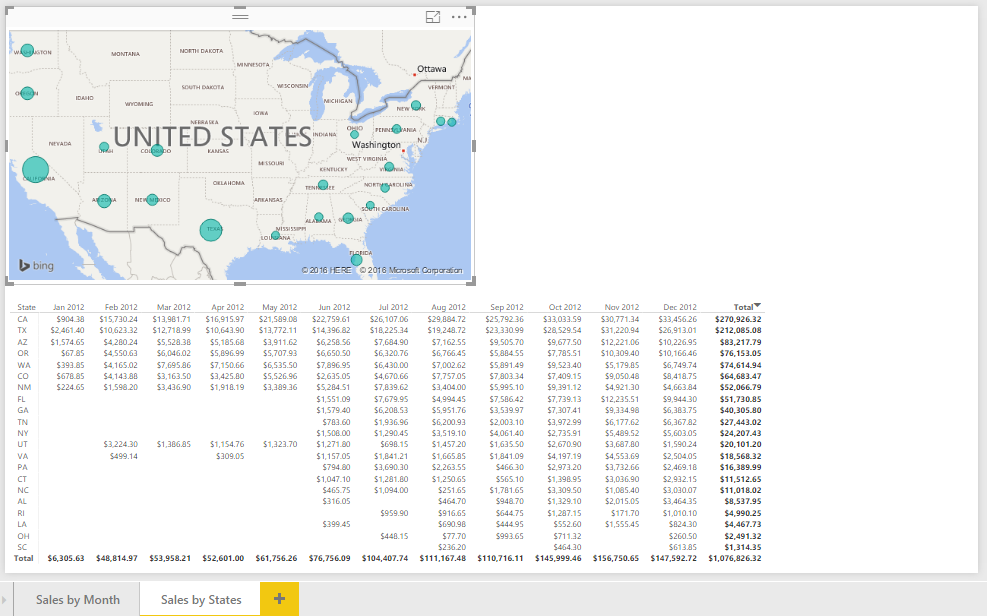 WASHINGTON
MONTANA
NORTH DAKOTA
MINNESOTA
Ottawa
OREGON
IDAHO
SOUTH DAKOTA
WISCONSIN
VERMONT
WYOMING
MICHIGAN
NEW YORK
IOWA
NEBRASKA
UNITED STATES
NEVADA
UTAH
COLORADO
KANSAS
INDIANA
OHIO
PENNSYLVANIA
NJ
Washington
MISSOURI
WEST VIRGINIA
KENTUCKY
VIRGINIA
CALIFORNIA
OKLAHOMA
TENNESSEE
NORTH CAROLINA
ARIZONA
NEW MEXICO
ARKANSAS
SOUTH CAROLINA
ALABAMA
GEORGIA
TEXAS
MISSISSIPPI
LOUISIANA
FLORIDA
bing
© 2016 HERE © 2016 Microsoft Corporation
State Jan 2012 Feb 2012 Mar 2012 Apr 2012 May 2012 Jun 2012 Jul 2012 Aug 2012 Sep 2012 Oct 2012 Nov 2012 Dec 2012 Total
CA $904.38 $15,730.24 $13,981.71 $16,915.97 $21,589.08 $22,759.61 $26,107.06 $29,884.72 $25,792.36 $33,033.59 $30,771.34 $33,456.26 $270,926.32
TX $2,461.40 $10,623.32 $12,718.99 $10,643.90 $13,772.11 $14,396.82 $18,225.34 $19,248.72 $23,330.99 $28,529.54 $31,220.94 $26,913.01 $212,085.08
AZ $1,574.65 $4,280.24 $5,528.38 $5,185.68 $3,911.62 $6,258.56 $7,684.90 $7,162.55 $9,505.70 $9,677.50 $12,221.06 $10,226.95 $83,217.79
OR $67.85 $4,550.63 $6,046.02 $5,896.99 $5,707.93 $6,650.50 $6,320.76 $6,766.45 $5,884.55 $7,785.51 $10,309.40 $10,166.46 $76,153.05
WA $393.85 $4,165.02 $7,695.86 $7,150.66 $6,535.50 $7,896.95 $6,430.00 $7,002.62 $5,891.49 $9,523.40 $5,179.85 $6,749.74 $74,614.94
CO $678.85 $4,143.88 $3,163.50 $3,425.80 $5,526.96 $2,635.05 $4,670.66 $7,757.05 $7,803.34 $7,409.15 $9,050.48 $8,418.75 $64,683.47
NM $224.65 $1,598.20 $3,436.90 $1,918.19 $3,389.36 $5,284.51 $7,839.62 $3,404.00 $5,995.10 $9,391.12 $4,921.30 $4,663.84 $52,066.79
FL $1,551.09 $7,679.95 $4,994.45 $7,586.42 $7,739.13 $12,235.51 $9,944.30 $51,730.85
GA $1,579.40 $6,208.53 $5,951.76 $3,539.97 $7,307.41 $9,334.98 $6,383.75 $40,305.80
TN $783.60 $1,936.96 $6,200.93 $2,003.10 $3,972.99 $6,177.62 $6,367.82 $27,443.02
NY $1,508.00 $1,290.45 $3,519.10 $4,061.40 $2,735.91 $5,489.52 $5,603.05 $24,207.43
UT $3,224.30 $1,386.85 $1,154.76 $1,323.70 $1,271.80 $698.15 $1,457.20 $1,635.50 $2,670.90 $3,687.80 $1,590.24 $20,101.20
VA $499.14 $309.05 $1,157.05 $1,841.21 $1,665.85 $1,841.09 $4,197.19 $4,553.69 $2,504.05 $18,568.32
PA $794.80 $3,690.30 $2,263.55 $466.30 $2,973.20 $3,732.66 $2,469.18 $16,389.99
CT $1,047.10 $1,281.80 $1,250.65 $565.10 $1,398.95 $3,036.90 $2,932.15 $11,512.65
NC $465.75 $1,094.00 $251.65 $1,781.65 $3,309.50 $1,085.40 $3,030.07 $11,018.02
AL $316.05 $464.70 $948.70 $1,329.10 $2,015.05 $3,464.35 $8,537.95
RI $959.90 $916.65 $644.75 $1,287.15 $171.70 $1,010.10 $4,990.25
LA $399.45 $690.98 $444.95 $552.60 $1,555.45 $824.30 $4,467.73
OH $448.15 $77.70 $993.65 $711.32 $260.50 $2,491.32
SC $236.20 $464.30 $613.85 $1,314.35
Total $6,305.63 $48,814.97 $53,958.21 $52,601.00 $61,756.26 $76,756.09 $104,407.74 $111,167.48 $110,716.11 $145,999.46 $156,750.65 $147,592.72 $1,076,826.32
Sales by Month
Sales by States
+